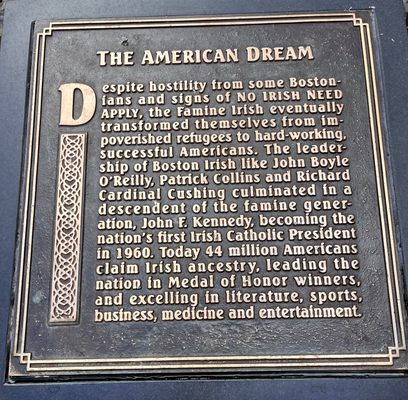 THE AMERICAN DREAM
Despite hostility from some Boston-
ians and signs of NO IRISH NEED
APPLY, the Famine Irish eventually
transformed themselves from im-
poverished refugees to hard-working,
successful Americans. The leader-
ship of Boston Irish like John Boyle
O'Reilly, Patrick Collins and Richard
Cardinal Cushing culminated in a
descendent of the famine gener-
ation, John F. Kennedy, becoming the
nation's first Irish Catholic President
in 1960. Today 44 million Americans
claim Irish ancestry, leading the
nation in Medal of Honor winners,
and excelling in literature, sports,
business, medicine and entertainment.